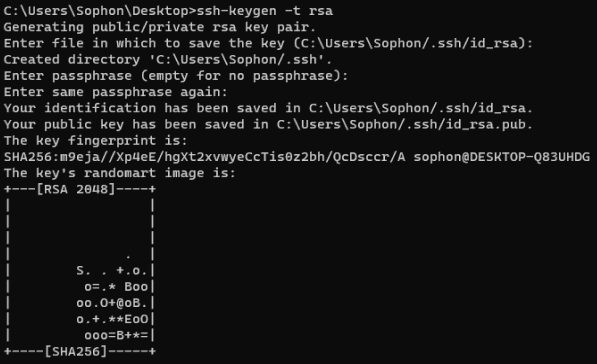 C:\Users\Sophon\Desktop>ssh-keygen -t rsa
Generating public/private rsa key pair.
Enter file in which to save the key (C:\Users\Sophon/.ssh/id_rsa):
Created directory 'C:\Users\Sophon/.ssh'.
Enter passphrase (empty for no passphrase):
Enter same passphrase again:
Your identification has been saved in C:\Users\Sophon/.ssh/id_rsa.
Your public key has been saved in C:\Users\Sophon/.ssh/id_rsa.pub.
The key fingerprint is:
SHA256:m9eja//Xp4eE/hgXt2xvwyeCcTis0z2bh/QcDsccr/A sophon@DESKTOP-Q83UHDG
The key's randomart image is:
+---[RSA 2048]----+
|                 |
|                 |
|                 |
|              .  |
|        S. . +.o.|
|         o=.* Boo|
|        oo.O+@oB.|
|        o.+.**EoO|
|         ooo=B+*=|
+----[SHA256]-----+